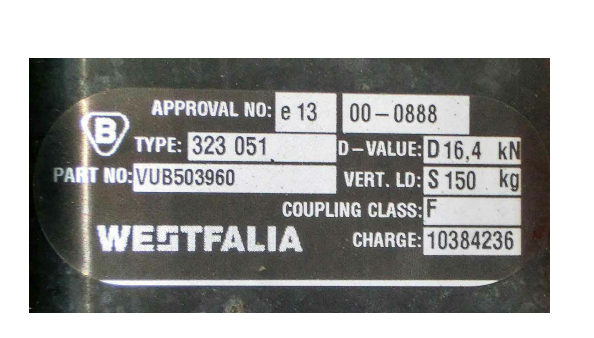 APPROVAL NO: e 13 00-0888
B
TYPE: 323 051 D-VALUE: D 16,4 kN
PART NO: VUB503960 VERT. LD: S 150 kg
COUPLING CLASS: F
WESTFALIA CHARGE: 10384236